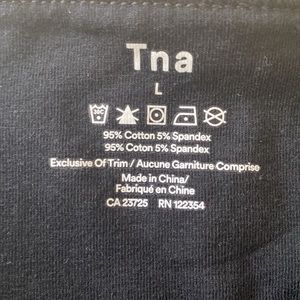 Tna
L
30C
95% Cotton 5% Spandex
95% Coton 5% Spandex
Exclusive Of Trim / Aucune Garniture Comprise
Made in China/
Fabriqué en Chine
CA 23725 RN 122354